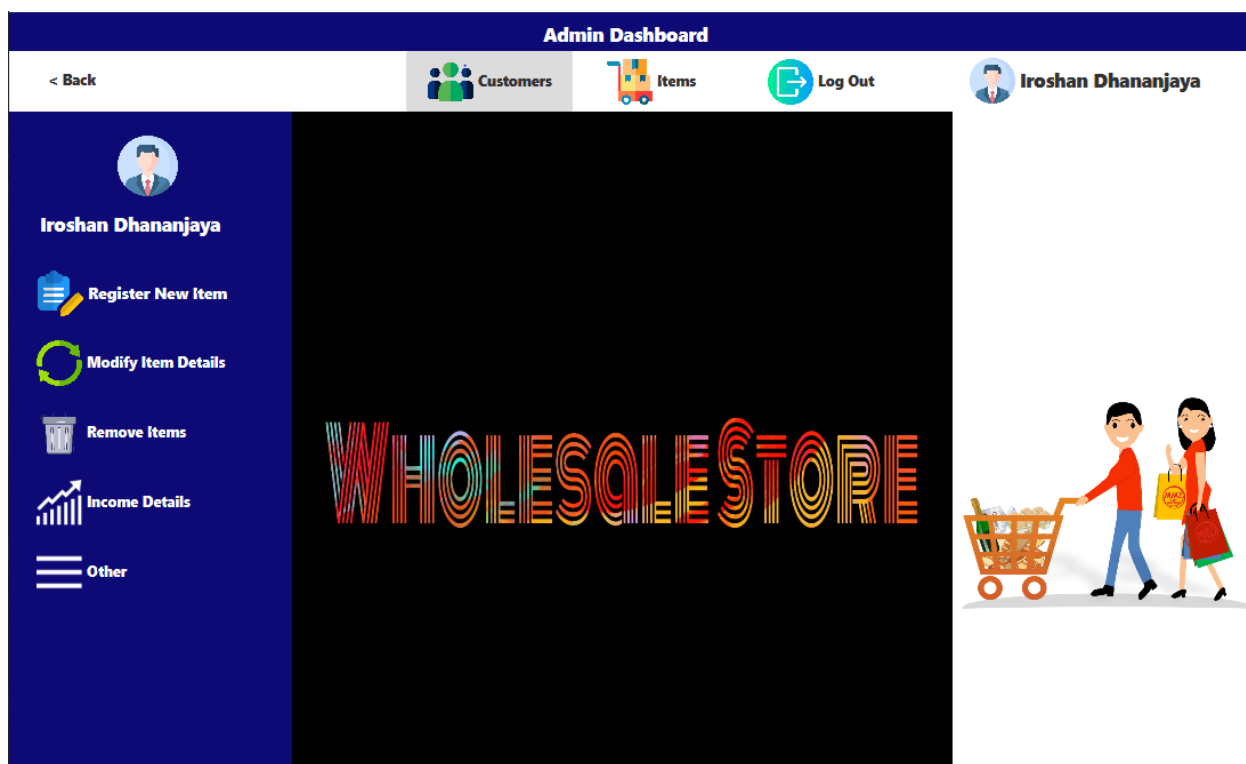 Admin Dashboard
< Back
Customers
Items
Log Out
Iroshan Dhananjaya
Iroshan Dhananjaya
Register New Item
Modify Item Details
Remove Items
Income Details
Other
WHOLESALESTORE
MMZ